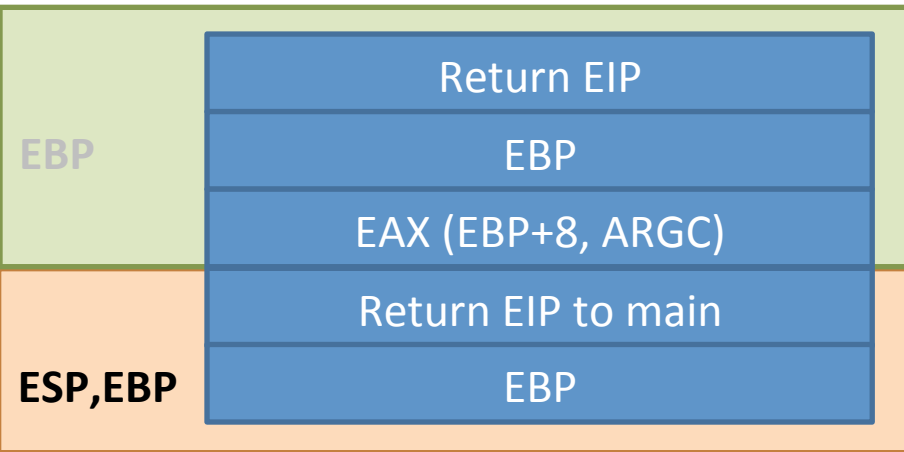 Return EIP
EBP
EBP
EAX (EBP+8, ARGC)
Return EIP to main
ESP,EBP
EBP